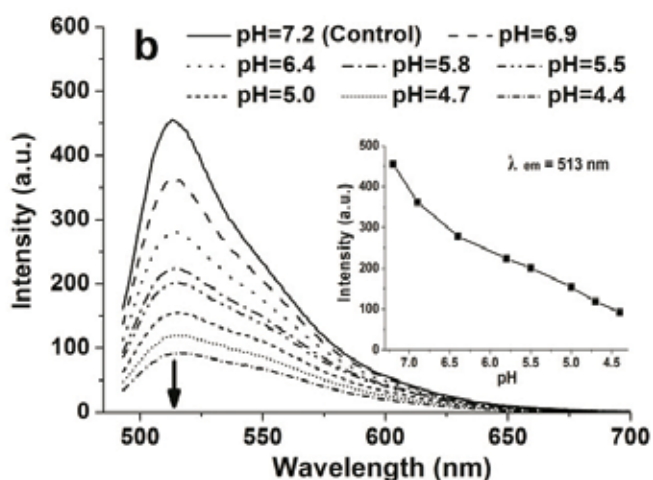 b
pH=7.2 (Control) pH=6.9
pH=6.4 pH=5.8 pH=5.5
pH=5.0 pH=4.7 pH=4.4
600
500
400
300
200
100
0
Intensity (a.u.)
500 550 600 650 700
Wavelength (nm)
λ em = 513 nm
500
400
300
200
100
0
Intensity (a.u.)
7.0 6.5 6.0 5.5 5.0 4.5
pH